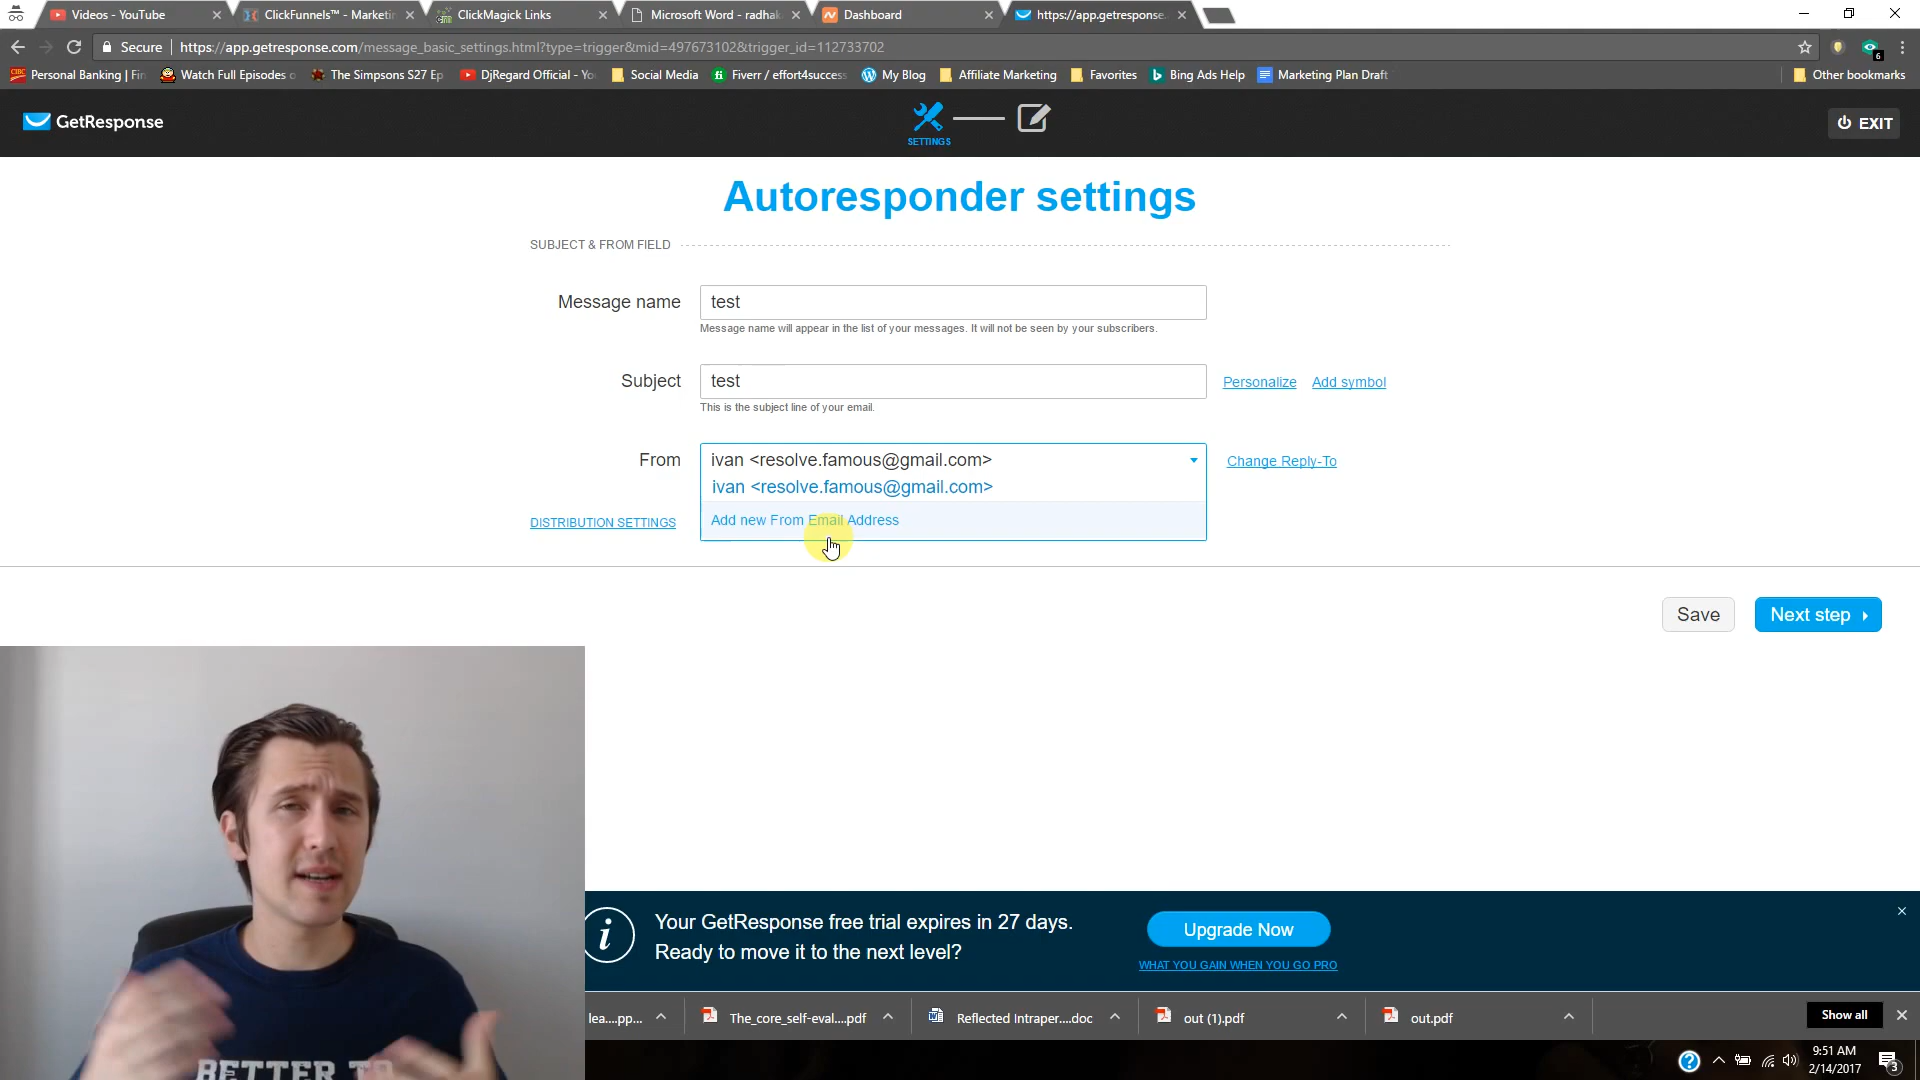 Videos - YouTube
ClickFunnels™ - Marketin
ClickMagick Links
Microsoft Word - radhak
Dashboard
https://app.getresponse.
Secure
https://app.getresponse.com/message_basic_settings.html?type=trigger&mid=497673102&trigger_id=112733702
6
CIBC
Personal Banking | Fin
Watch Full Episodes o
The Simpsons S27 Ep
DjRegard Official - Yo
Social Media
fi
Fiverr / effort4success
My Blog
Affiliate Marketing
Favorites
Bing Ads Help
Marketing Plan Draft
Other bookmarks
GetResponse
SETTINGS
EXIT
Autoresponder settings
SUBJECT & FROM FIELD
Message name
test
Message name will appear in the list of your messages. It will not be seen by your subscribers.
Subject
test
Personalize
Add symbol
This is the subject line of your email.
From
ivan <resolve.famous@gmail.com>
Change Reply-To
ivan <resolve.famous@gmail.com>
DISTRIBUTION SETTINGS
Add new From Email Address
Save
Next step
i
Your GetResponse free trial expires in 27 days.
Ready to move it to the next level?
Upgrade Now
WHAT YOU GAIN WHEN YOU GO PRO
BETTER TO
lea....pp...
The_core_self-eval....pdf
Reflected Intraper....doc
out (1).pdf
out.pdf
Show all
9:51 AM
2/14/2017
3